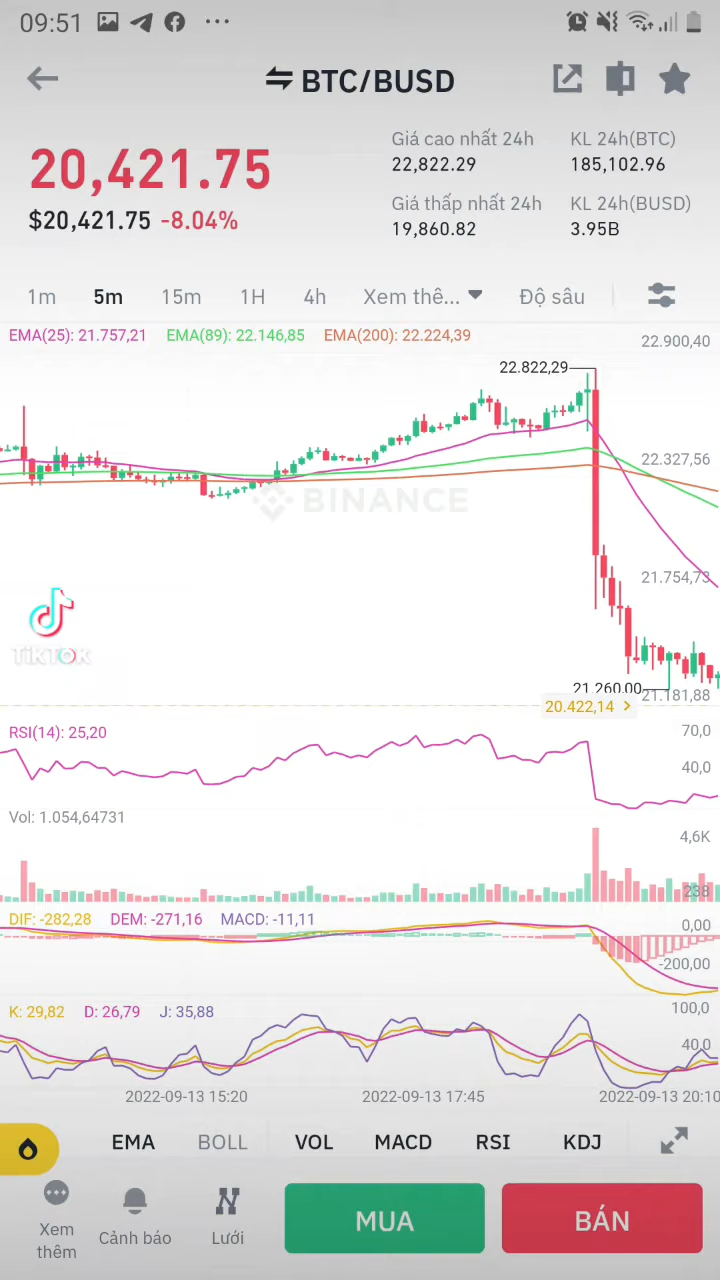 09:51
BTC/BUSD
20,421.75
$20,421.75 -8.04%
Giá cao nhất 24h
22,822.29
KL 24h(BTC)
185,102.96
Giá thấp nhất 24h
19,860.82
KL 24h(BUSD)
3.95B
1m 5m 15m 1H 4h Xem thê... Độ sâu
EMA(25): 21.757,21 EMA(89): 22.146,85 EMA(200): 22.224,39
22.900,40
22.822,29
22.327,56
BINANCE
21.754,73
TikTok
21.260,00
21.181,88
20.422,14
RSI(14): 25,20
70,0
40,0
Vol: 1.054,64731
4,6K
238
DIF: -282,28 DEM: -271,16 MACD: -11,11
0,00
-200,00
K: 29,82 D: 26,79 J: 35,88
100,0
40,0
2022-09-13 15:20 2022-09-13 17:45 2022-09-13 20:10
EMA BOLL VOL MACD RSI KDJ
Xem thêm
Cảnh báo
Lưới
MUA
BÁN